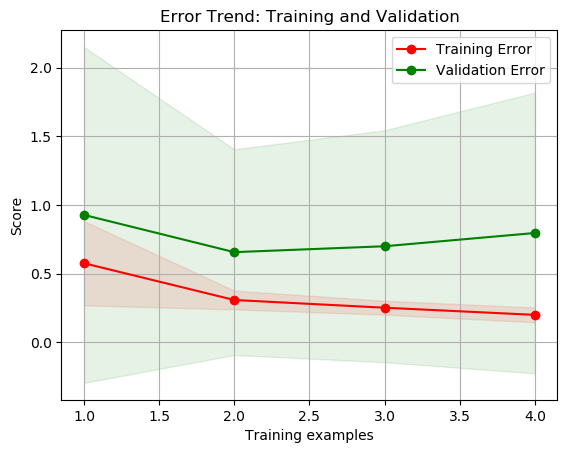 Error Trend: Training and Validation
Training Error
Validation Error
Score
2.0
1.5
1.0
0.5
0.0
1.0 1.5 2.0 2.5 3.0 3.5 4.0
Training examples